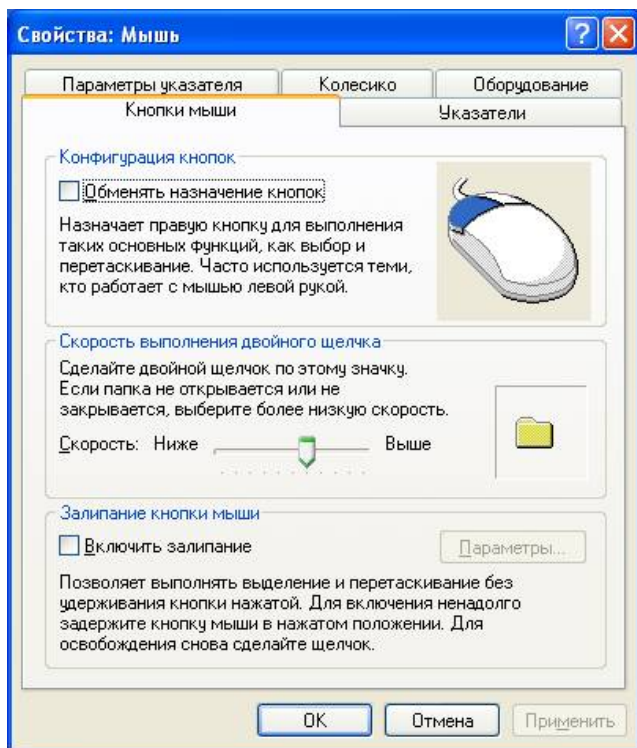 Свойства: Мышь
Параметры указателя Колесико Оборудование
Кнопки мыши Указатели
Конфигурация кнопок
Обменять назначение кнопок
Назначает правую кнопку для выполнения
таких основных функций, как выбор и
перетаскивание. Часто используется теми,
кто работает с мышью левой рукой.
Скорость выполнения двойного щелчка
Сделайте двойной щелчок по этому значку.
Если папка не открывается или не
закрывается, выберите более низкую скорость.
Скорость: Ниже Выше
Залипание кнопки мыши
Включить залипание Параметры...
Позволяет выполнять выделение и перетаскивание без
удерживания кнопки нажатой. Для включения ненадолго
задержите кнопку мыши в нажатом положении. Для
освобождения снова сделайте щелчок.
ОК Отмена Применить